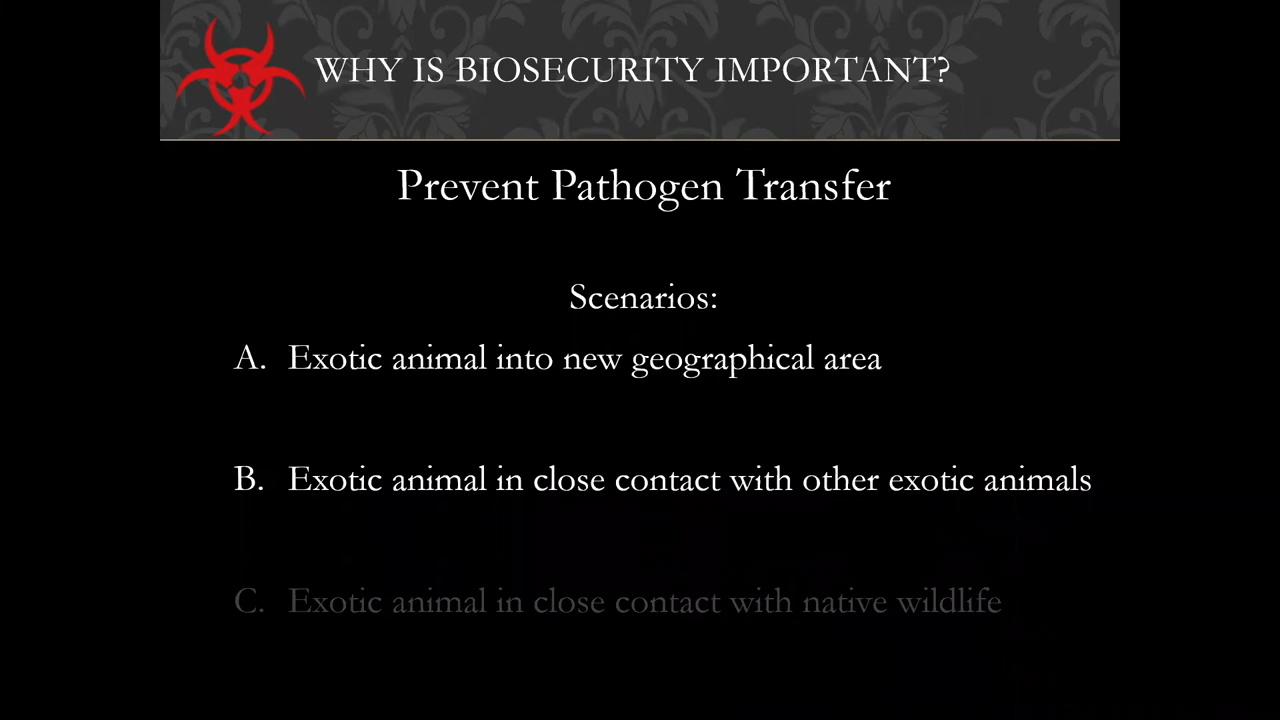 WHY IS BIOSECURITY IMPORTANT?
Prevent Pathogen Transfer
Scenarios:
A. Exotic animal into new geographical area
B. Exotic animal in close contact with other exotic animals
C. Exotic animal in close contact with native wildlife